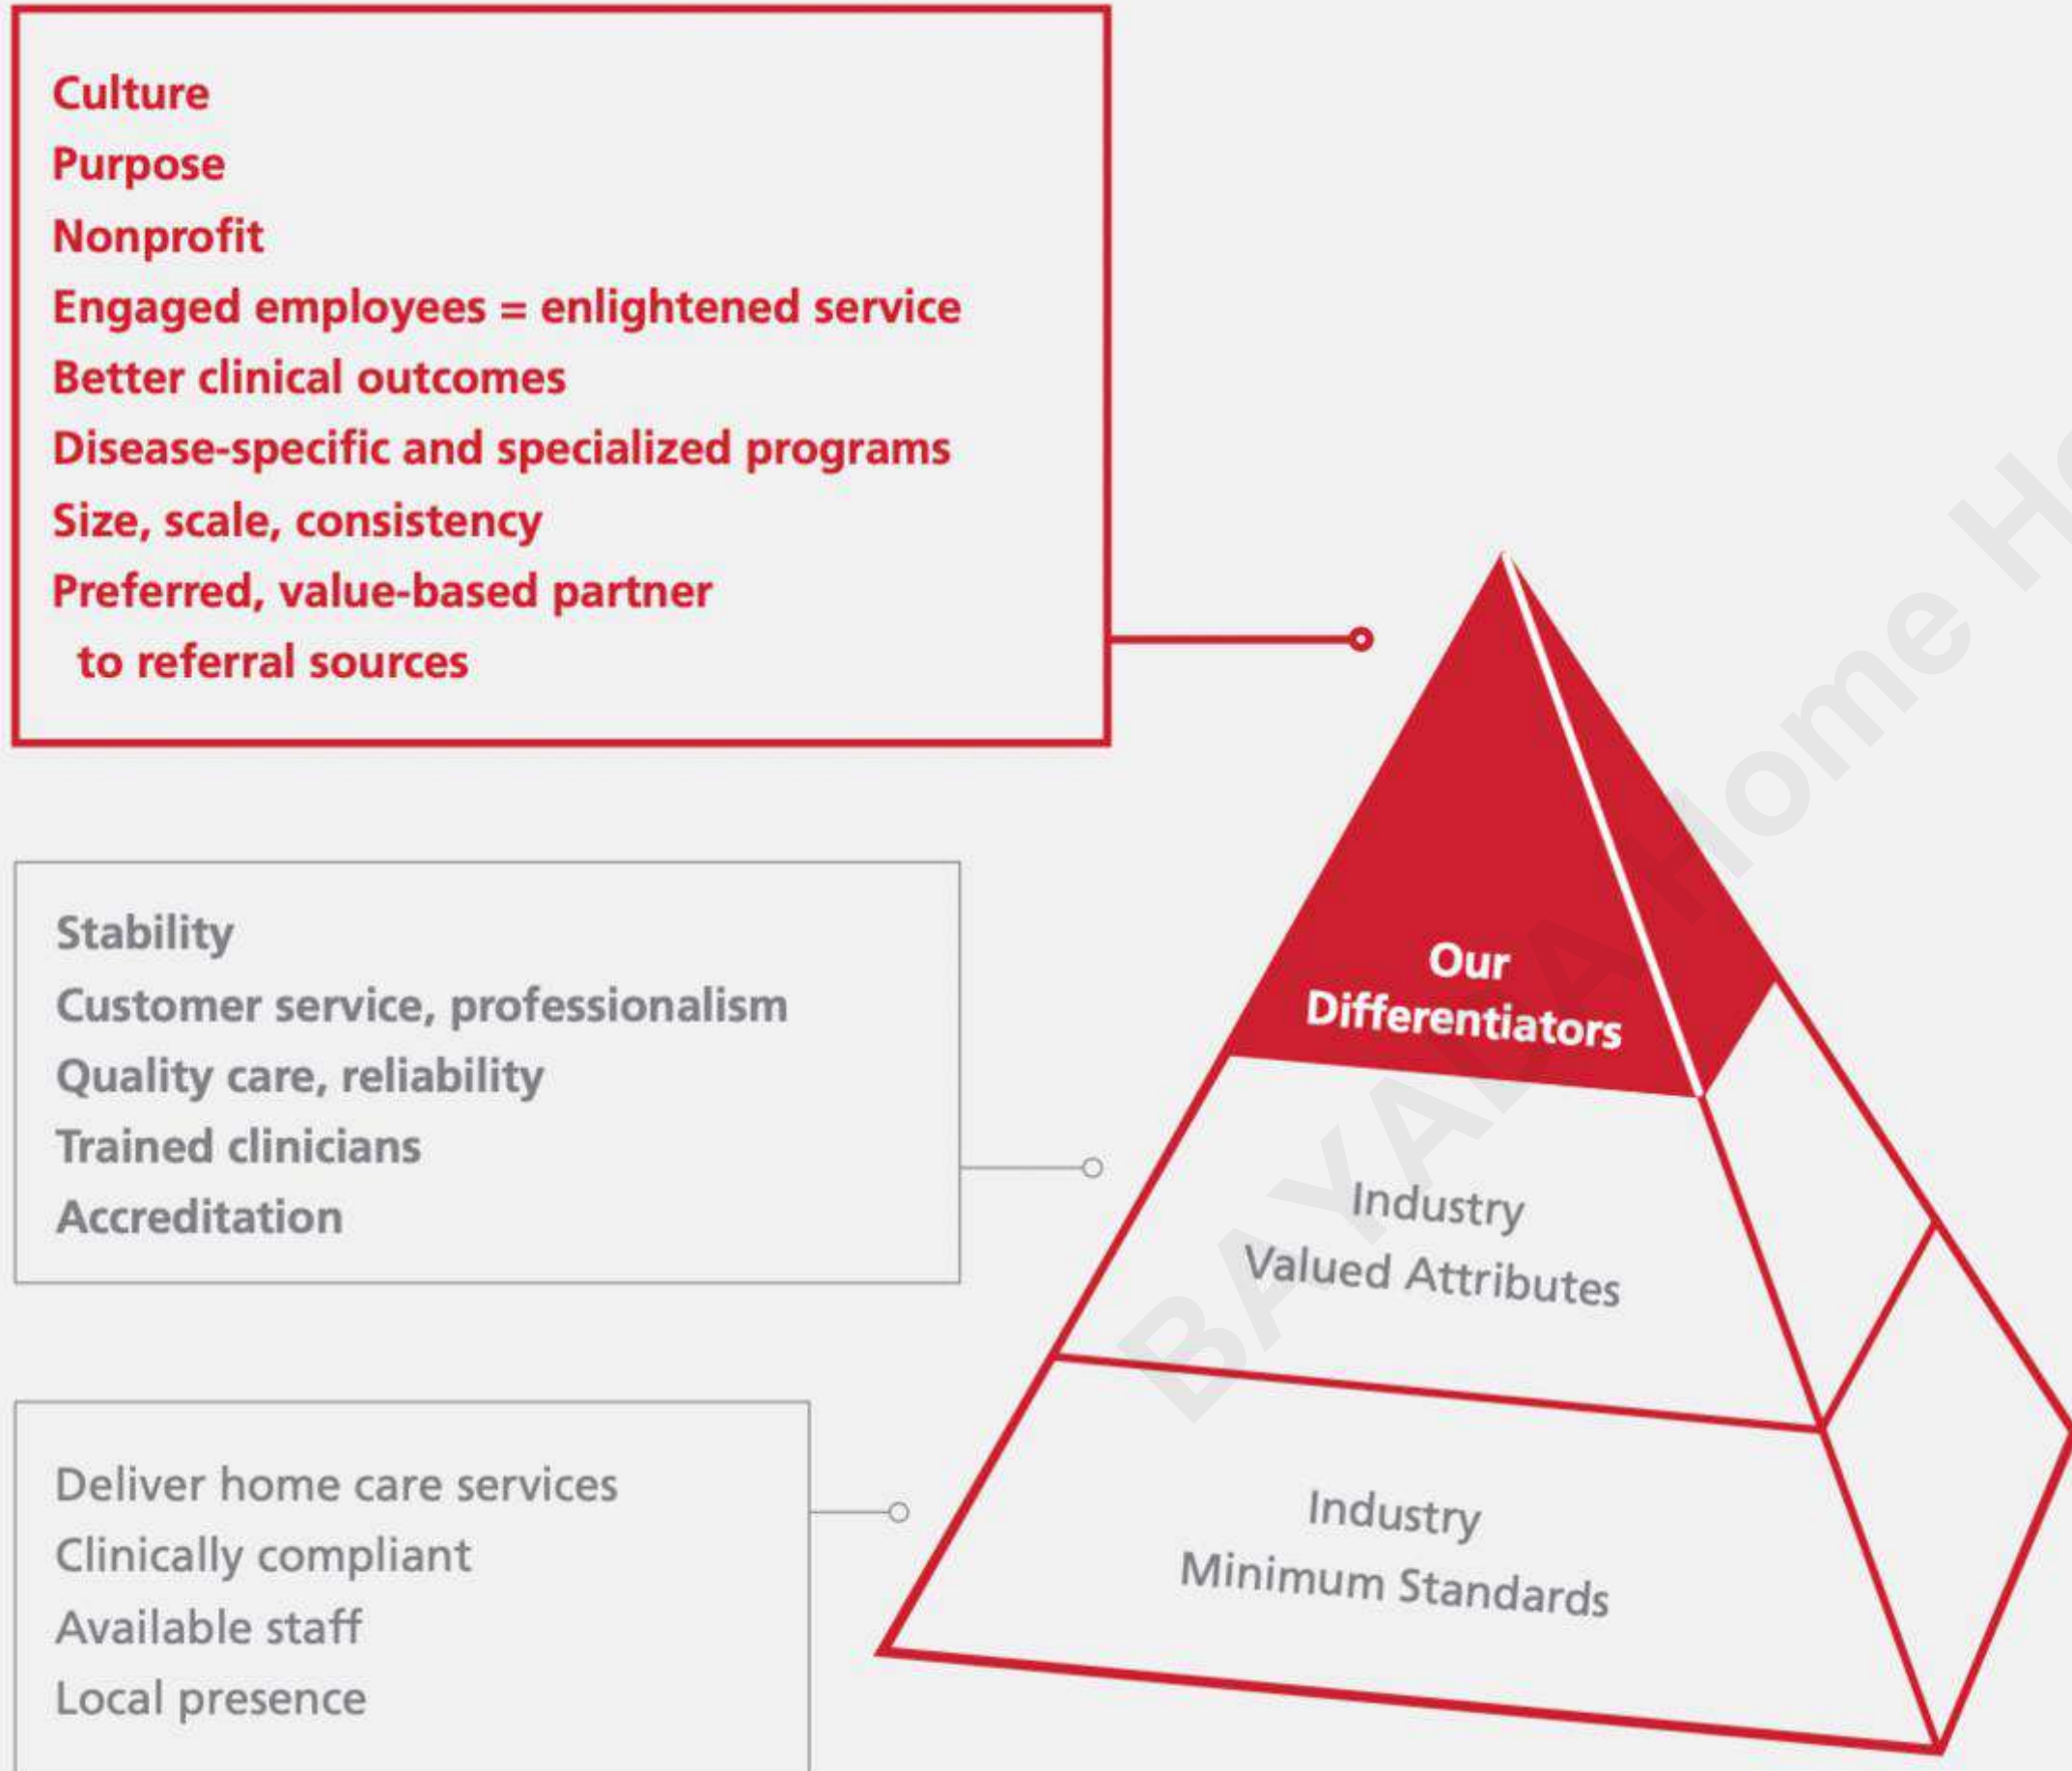 Culture
Purpose
Nonprofit
Engaged employees = enlightened service
Better clinical outcomes
Disease-specific and specialized programs
Size, scale, consistency
Preferred, value-based partner
to referral sources
Our
Differentiators
Stability
Customer service, professionalism
Quality care, reliability
Trained clinicians
Accreditation
Industry
Valued Attributes
Deliver home care services
Clinically compliant
Available staff
Local presence
Industry
Minimum Standards
BAYADA Home